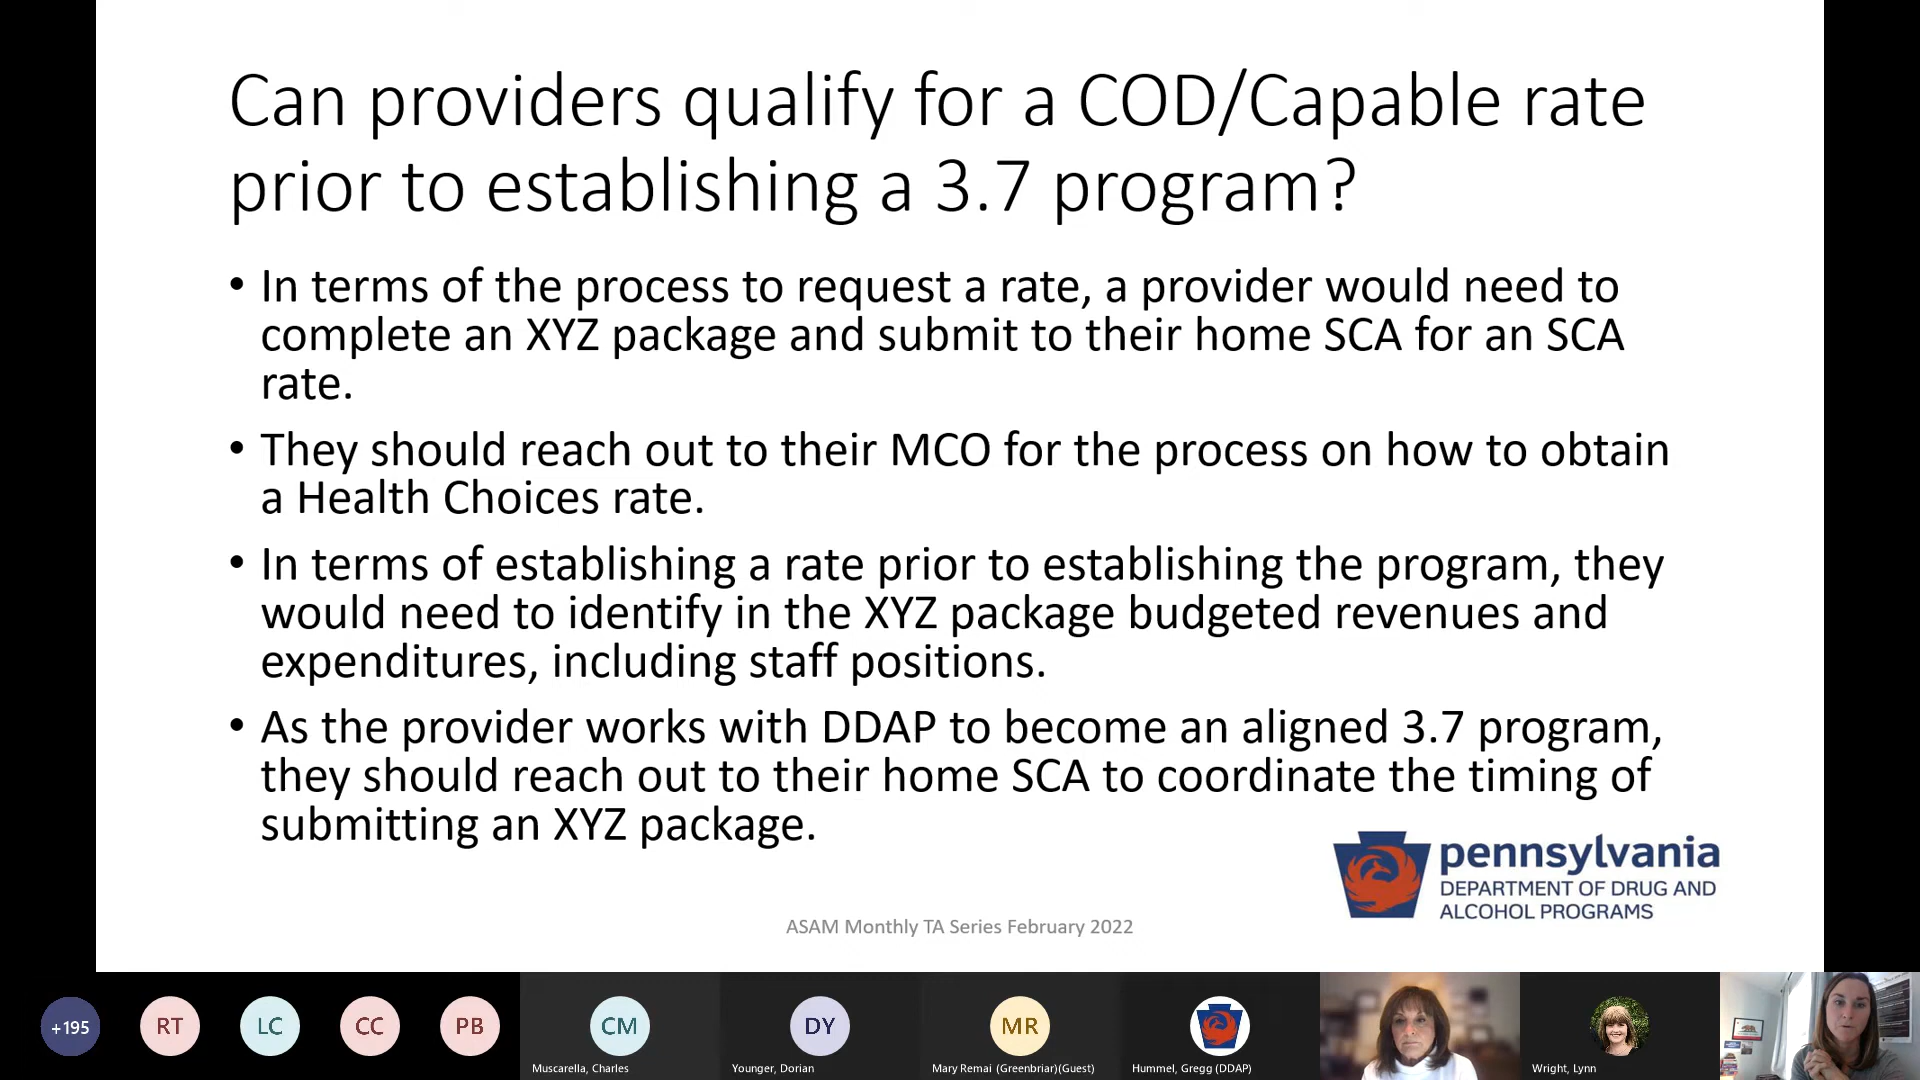 Can providers qualify for a COD/Capable rate
prior to establishing a 3.7 program?
• In terms of the process to request a rate, a provider would need to
complete an XYZ package and submit to their home SCA for an SCA
rate.
• They should reach out to their MCO for the process on how to obtain
a Health Choices rate.
• In terms of establishing a rate prior to establishing the program, they
would need to identify in the XYZ package budgeted revenues and
expenditures, including staff positions.
• As the provider works with DDAP to become an aligned 3.7 program,
they should reach out to their home SCA to coordinate the timing of
submitting an XYZ package.
pennsylvania
DEPARTMENT OF DRUG AND
ALCOHOL PROGRAMS
ASAM Monthly TA Series February 2022
+195
RT
LC
CC
PB
CM
Muscarella, Charles
DY
Younger, Dorian
MR
Mary Remai (Greenbriar)(Guest)
Hummel, Gregg (DDAP)
Wright, Lynn